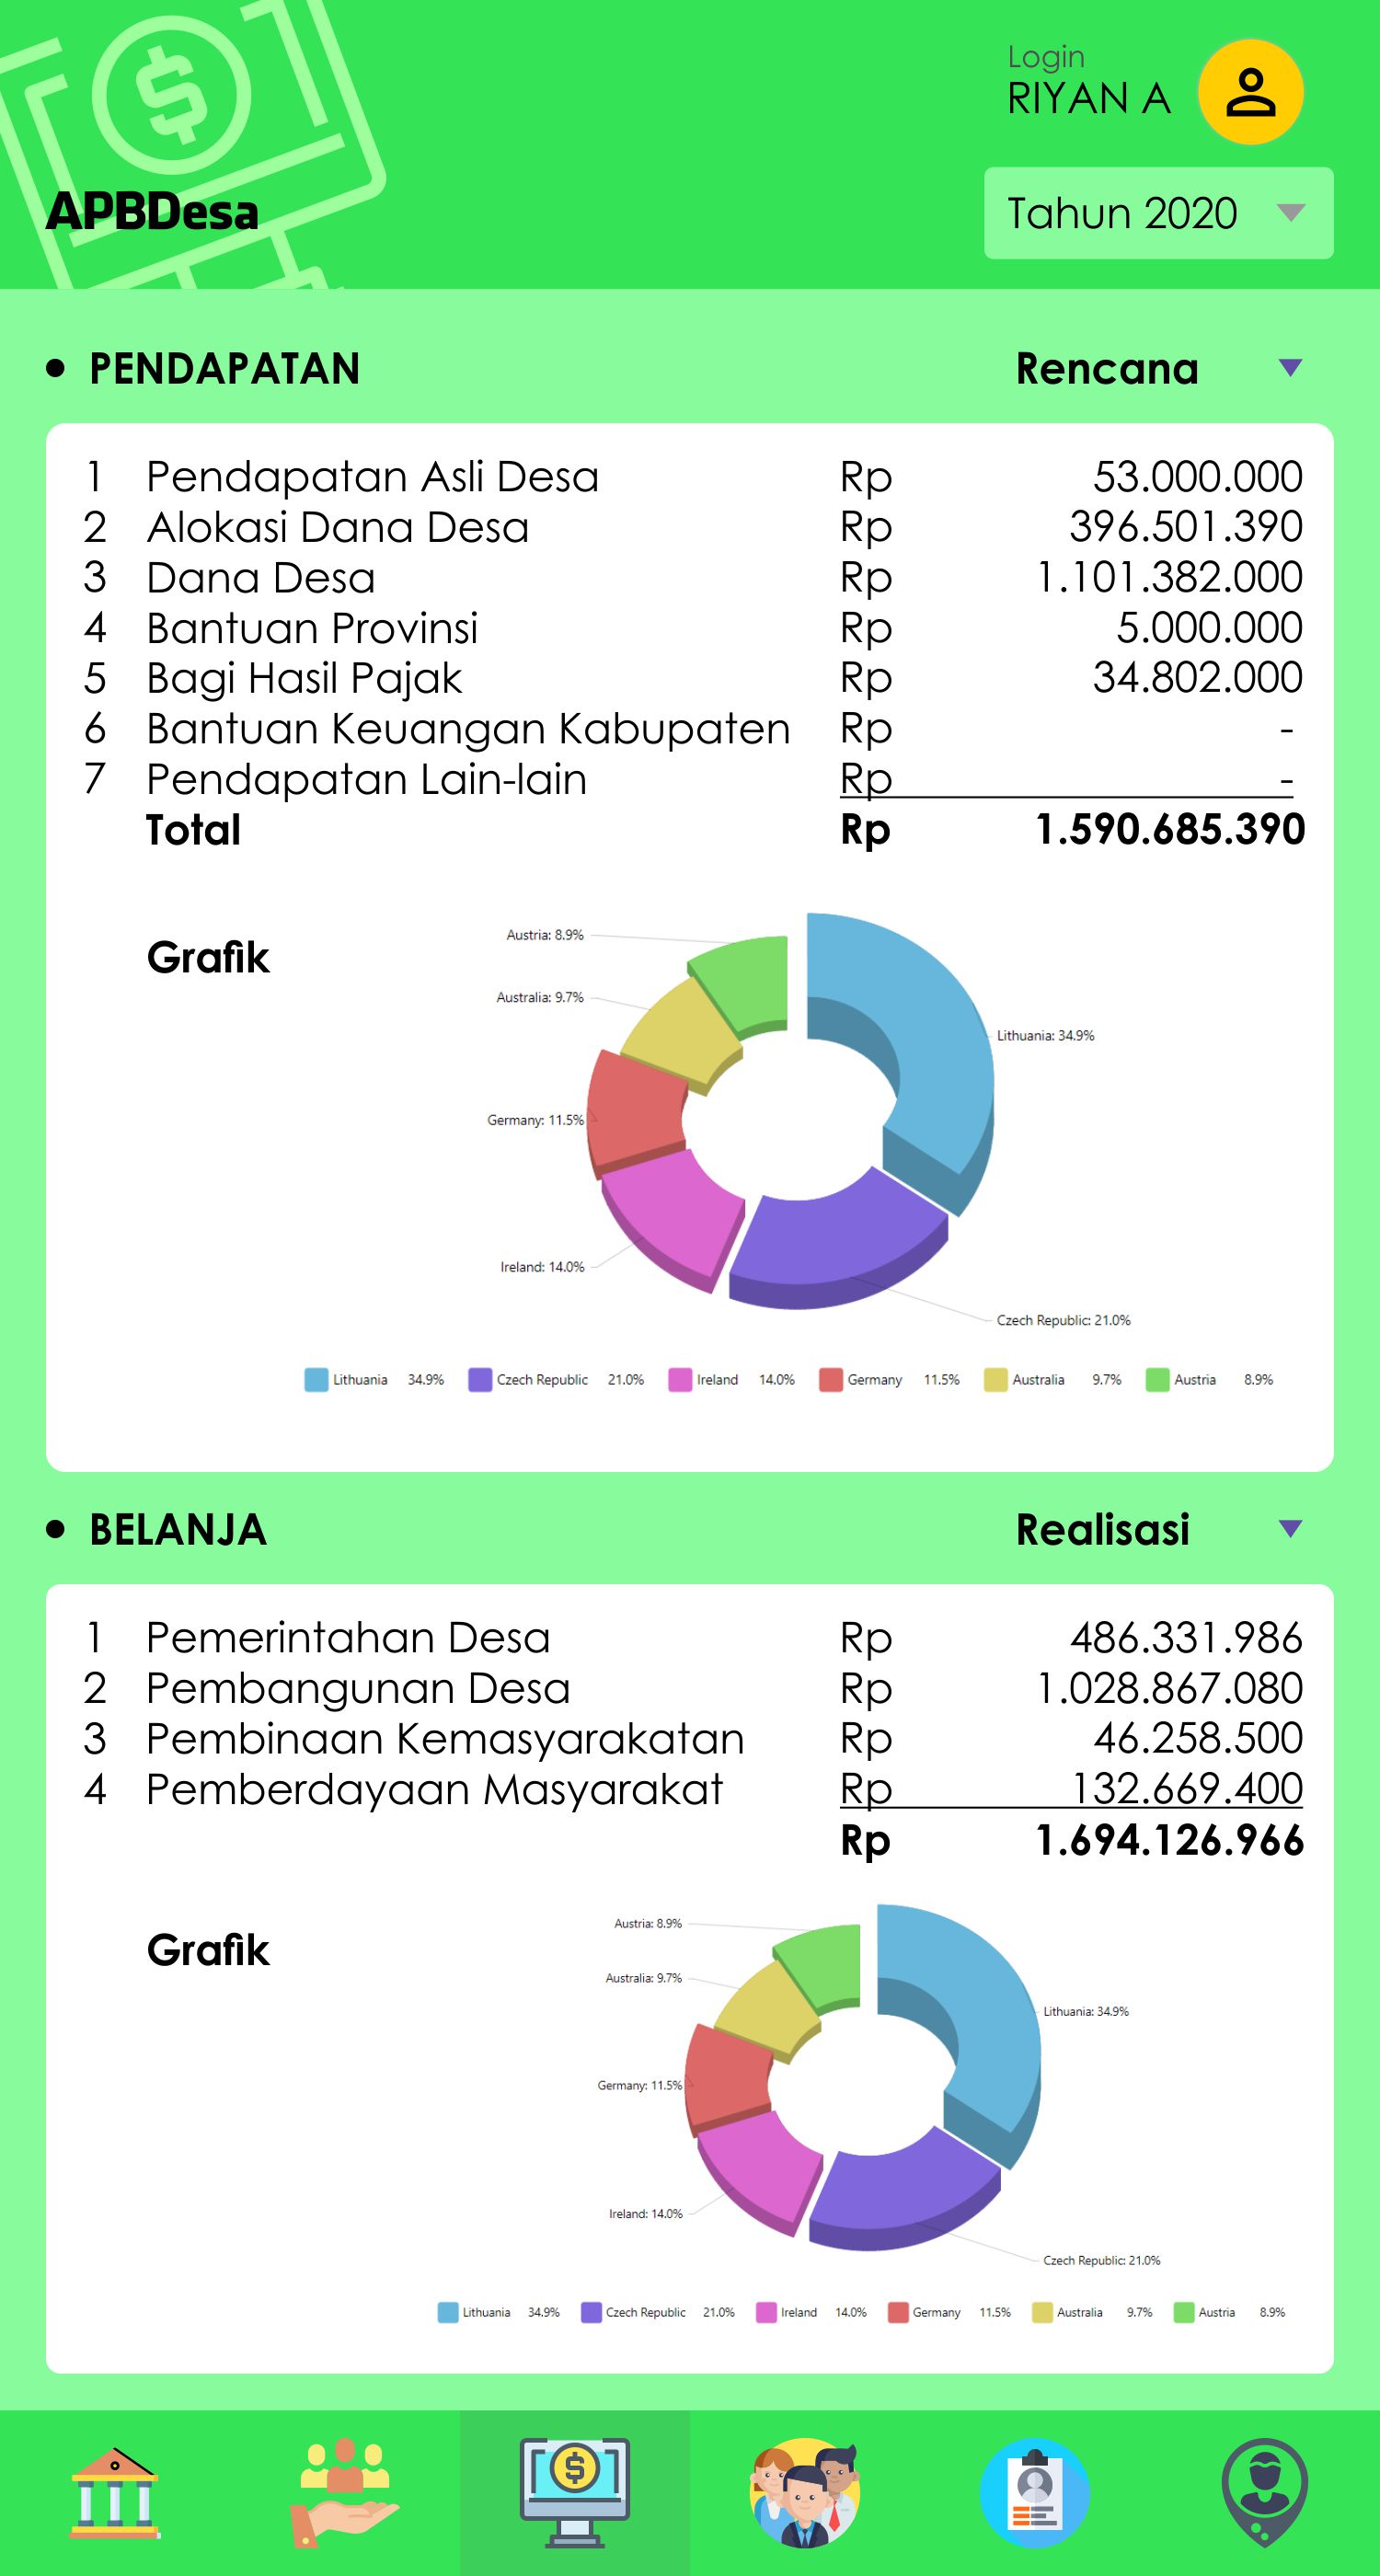 Login
RIYAN A
APBDesa
Tahun 2020
• PENDAPATAN Rencana
1 Pendapatan Asli Desa Rp 53.000.000
2 Alokasi Dana Desa Rp 396.501.390
3 Dana Desa Rp 1.101.382.000
4 Bantuan Provinsi Rp 5.000.000
5 Bagi Hasil Pajak Rp 34.802.000
6 Bantuan Keuangan Kabupaten Rp -
7 Pendapatan Lain-lain Rp -
Total Rp 1.590.685.390
Grafik
Austria: 8.9%
Australia: 9.7%
Lithuania: 34.9%
Germany: 11.5%
Ireland: 14.0%
Czech Republic: 21.0%
Lithuania 34.9% Czech Republic 21.0% Ireland 14.0% Germany 11.5% Australia 9.7% Austria 8.9%
• BELANJA Realisasi
1 Pemerintahan Desa Rp 486.331.986
2 Pembangunan Desa Rp 1.028.867.080
3 Pembinaan Kemasyarakatan Rp 46.258.500
4 Pemberdayaan Masyarakat Rp 132.669.400
Rp 1.694.126.966
Grafik
Austria: 8.9%
Australia: 9.7%
Lithuania: 34.9%
Germany: 11.5%
Ireland: 14.0%
Czech Republic: 21.0%
Lithuania 34.9% Czech Republic 21.0% Ireland 14.0% Germany 11.5% Australia 9.7% Austria 8.9%